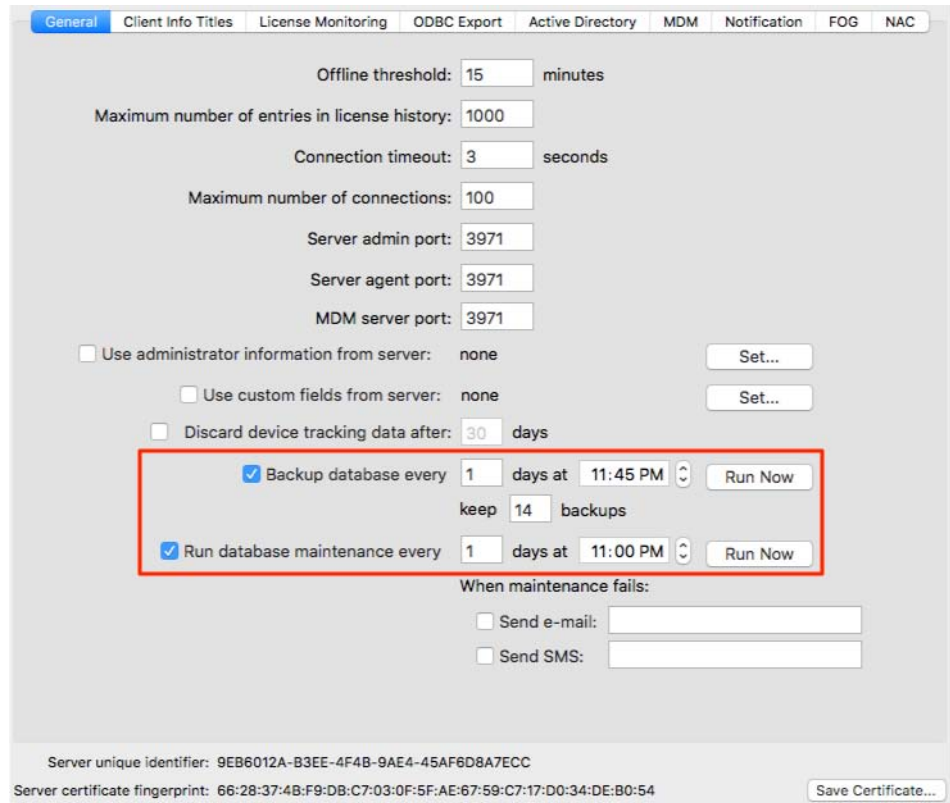 General Client Info Titles License Monitoring ODBC Export Active Directory MDM Notification FOG NAC
Offline threshold: 15 minutes
Maximum number of entries in license history: 1000
Connection timeout: 3 seconds
Maximum number of connections: 100
Server admin port: 3971
Server agent port: 3971
MDM server port: 3971
Use administrator information from server: none Set...
Use custom fields from server: none Set...
Discard device tracking data after: 30 days
Backup database every 1 days at 11:45 PM Run Now
keep 14 backups
Run database maintenance every 1 days at 11:00 PM Run Now
When maintenance fails:
Send e-mail:
Send SMS:
Server unique identifier: 9EB6012A-B3EE-4F4B-9AE4-45AF6D8A7ECC
Server certificate fingerprint: 66:28:37:4B:F9:DB:C7:03:0F:5F:AE:67:59:C7:17:D0:34:DE:B0:54 Save Certificate...